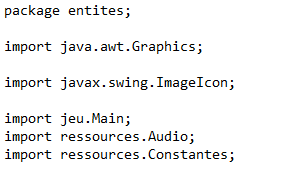 package entites;
import java.awt.Graphics;
import javax.swing.ImageIcon;
import jeu.Main;
import ressources.Audio;
import ressources.Constantes;